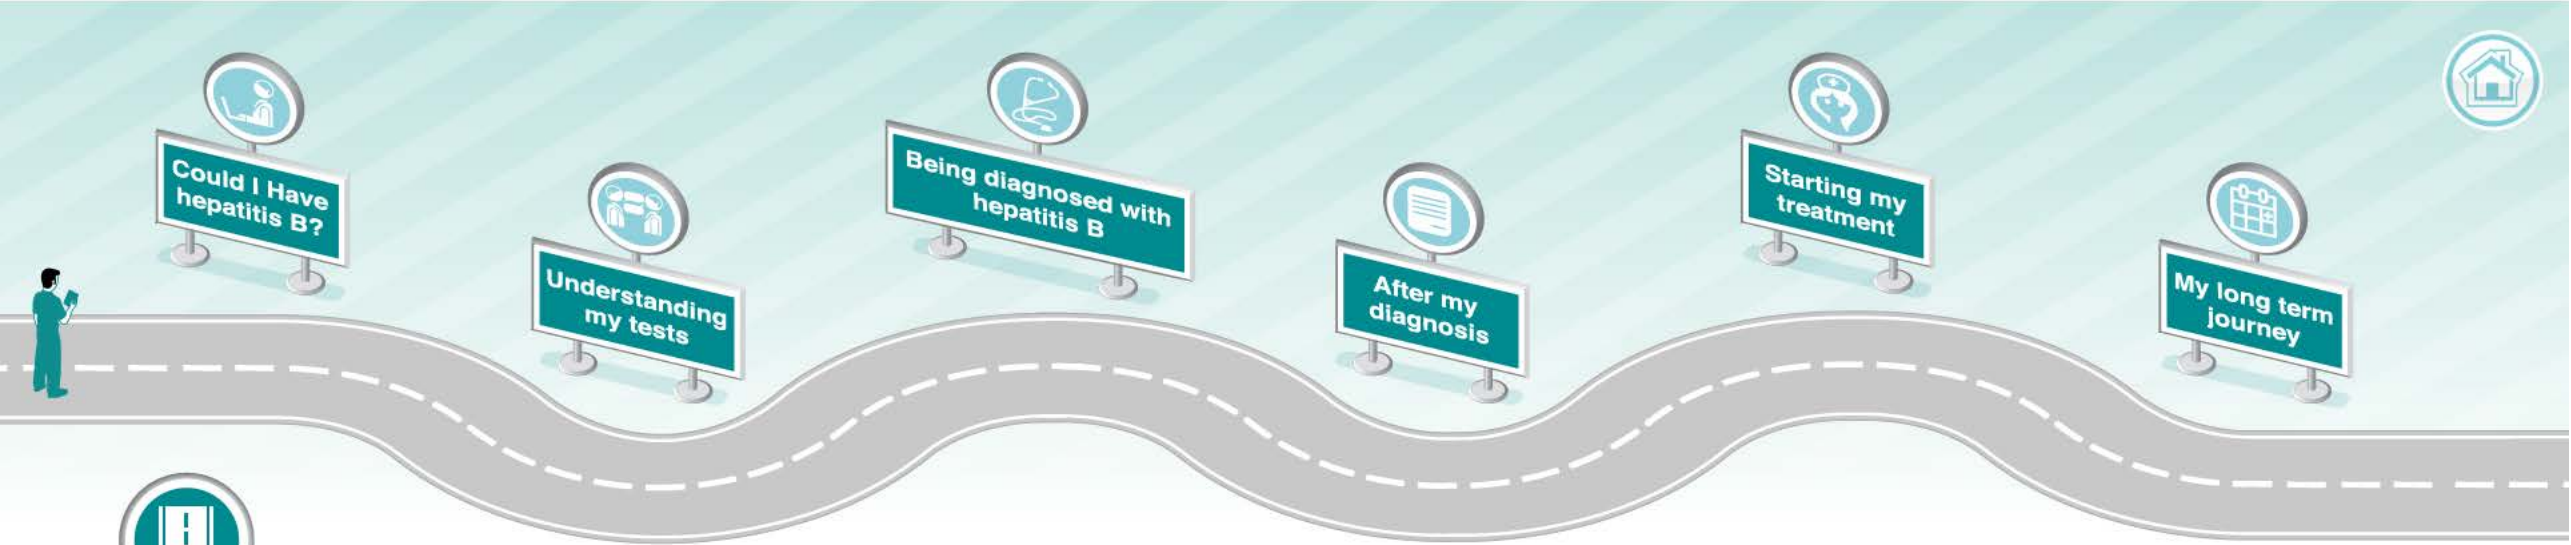 Could I Have
hepatitis B?
Understanding
my tests
Being diagnosed with
hepatitis B
After my
diagnosis
Starting my
treatment
My long term
journey